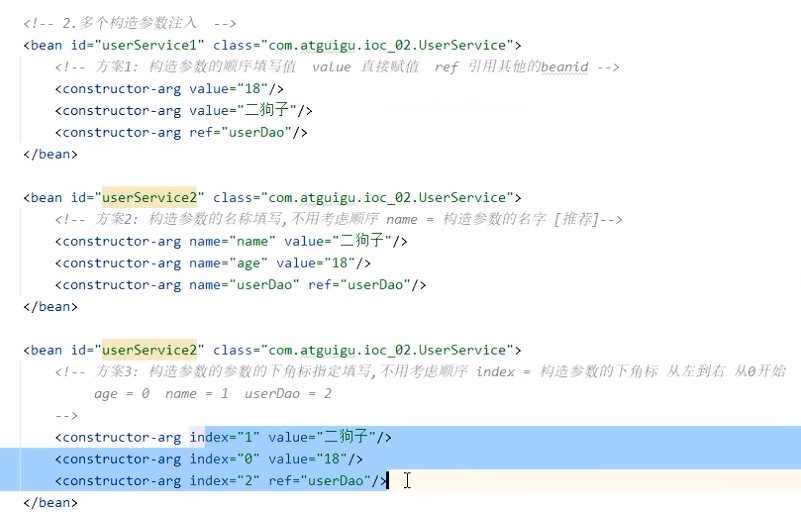 <!-- 2.多个构造参数注入  -->
<bean id="userService1" class="com.atguigu.ioc_02.UserService">
<!-- 方案1: 构造参数的顺序填写值  value 直接赋值  ref 引用其他的beanid -->
<constructor-arg value="18"/>
<constructor-arg value="二狗子"/>
<constructor-arg ref="userDao"/>
</bean>
<bean id="userService2" class="com.atguigu.ioc_02.UserService">
<!-- 方案2: 构造参数的名称填写,不用考虑顺序 name = 构造参数的名字 [推荐]-->
<constructor-arg name="name" value="二狗子"/>
<constructor-arg name="age" value="18"/>
<constructor-arg name="userDao" ref="userDao"/>
</bean>
<bean id="userService2" class="com.atguigu.ioc_02.UserService">
<!-- 方案3: 构造参数的参数的下角标指定填写,不用考虑顺序 index = 构造参数的下角标 从左到右 从0开始
age = 0  name = 1  userDao = 2
-->
<constructor-arg index="1" value="二狗子"/>
<constructor-arg index="0" value="18"/>
<constructor-arg index="2" ref="userDao"/>
</bean>